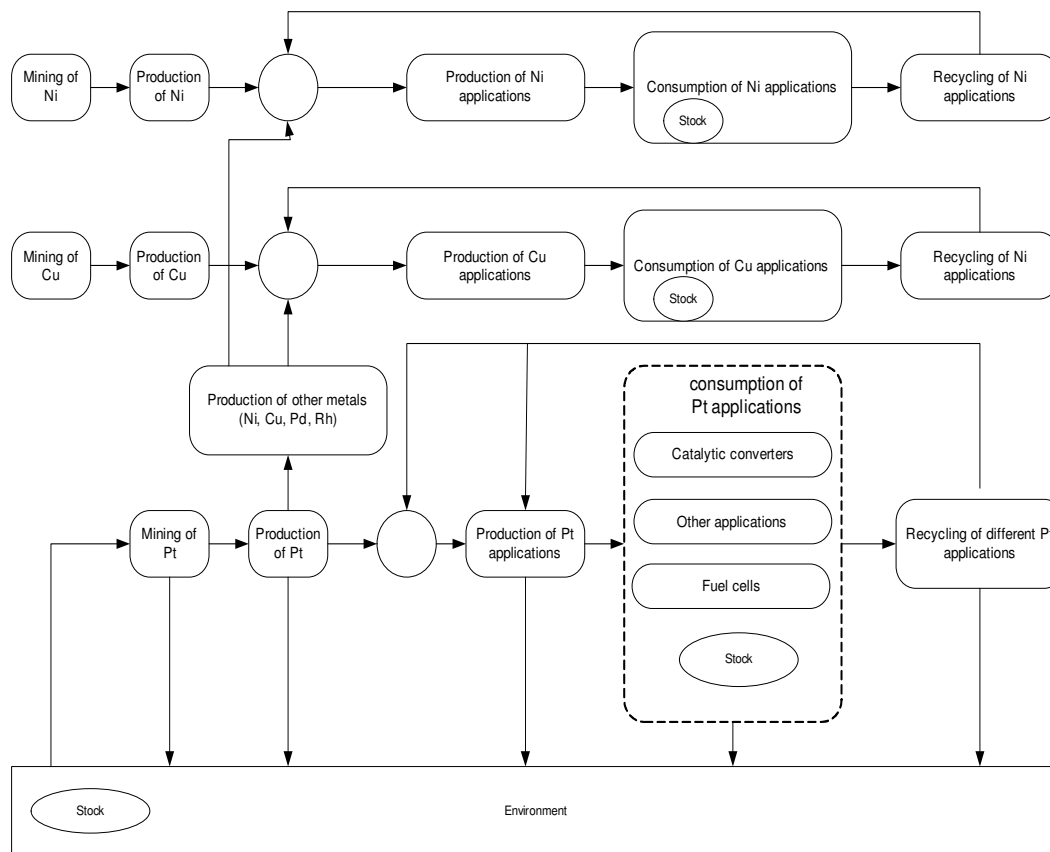 Mining of
Ni
Production
of Ni
Production of Ni
applications
Consumption of Ni applications
Stock
Recycling of Ni
applications
Mining of
Cu
Production
of Cu
Production of Cu
applications
Consumption of Cu applications
Stock
Recycling of Ni
applications
Production of other metals
(Ni, Cu, Pd, Rh)
consumption of
Pt applications
Catalytic converters
Other applications
Fuel cells
Stock
Mining of
Pt
Production
of Pt
Production of Pt
applications
Recycling of different Pt
applications
Stock
Environment